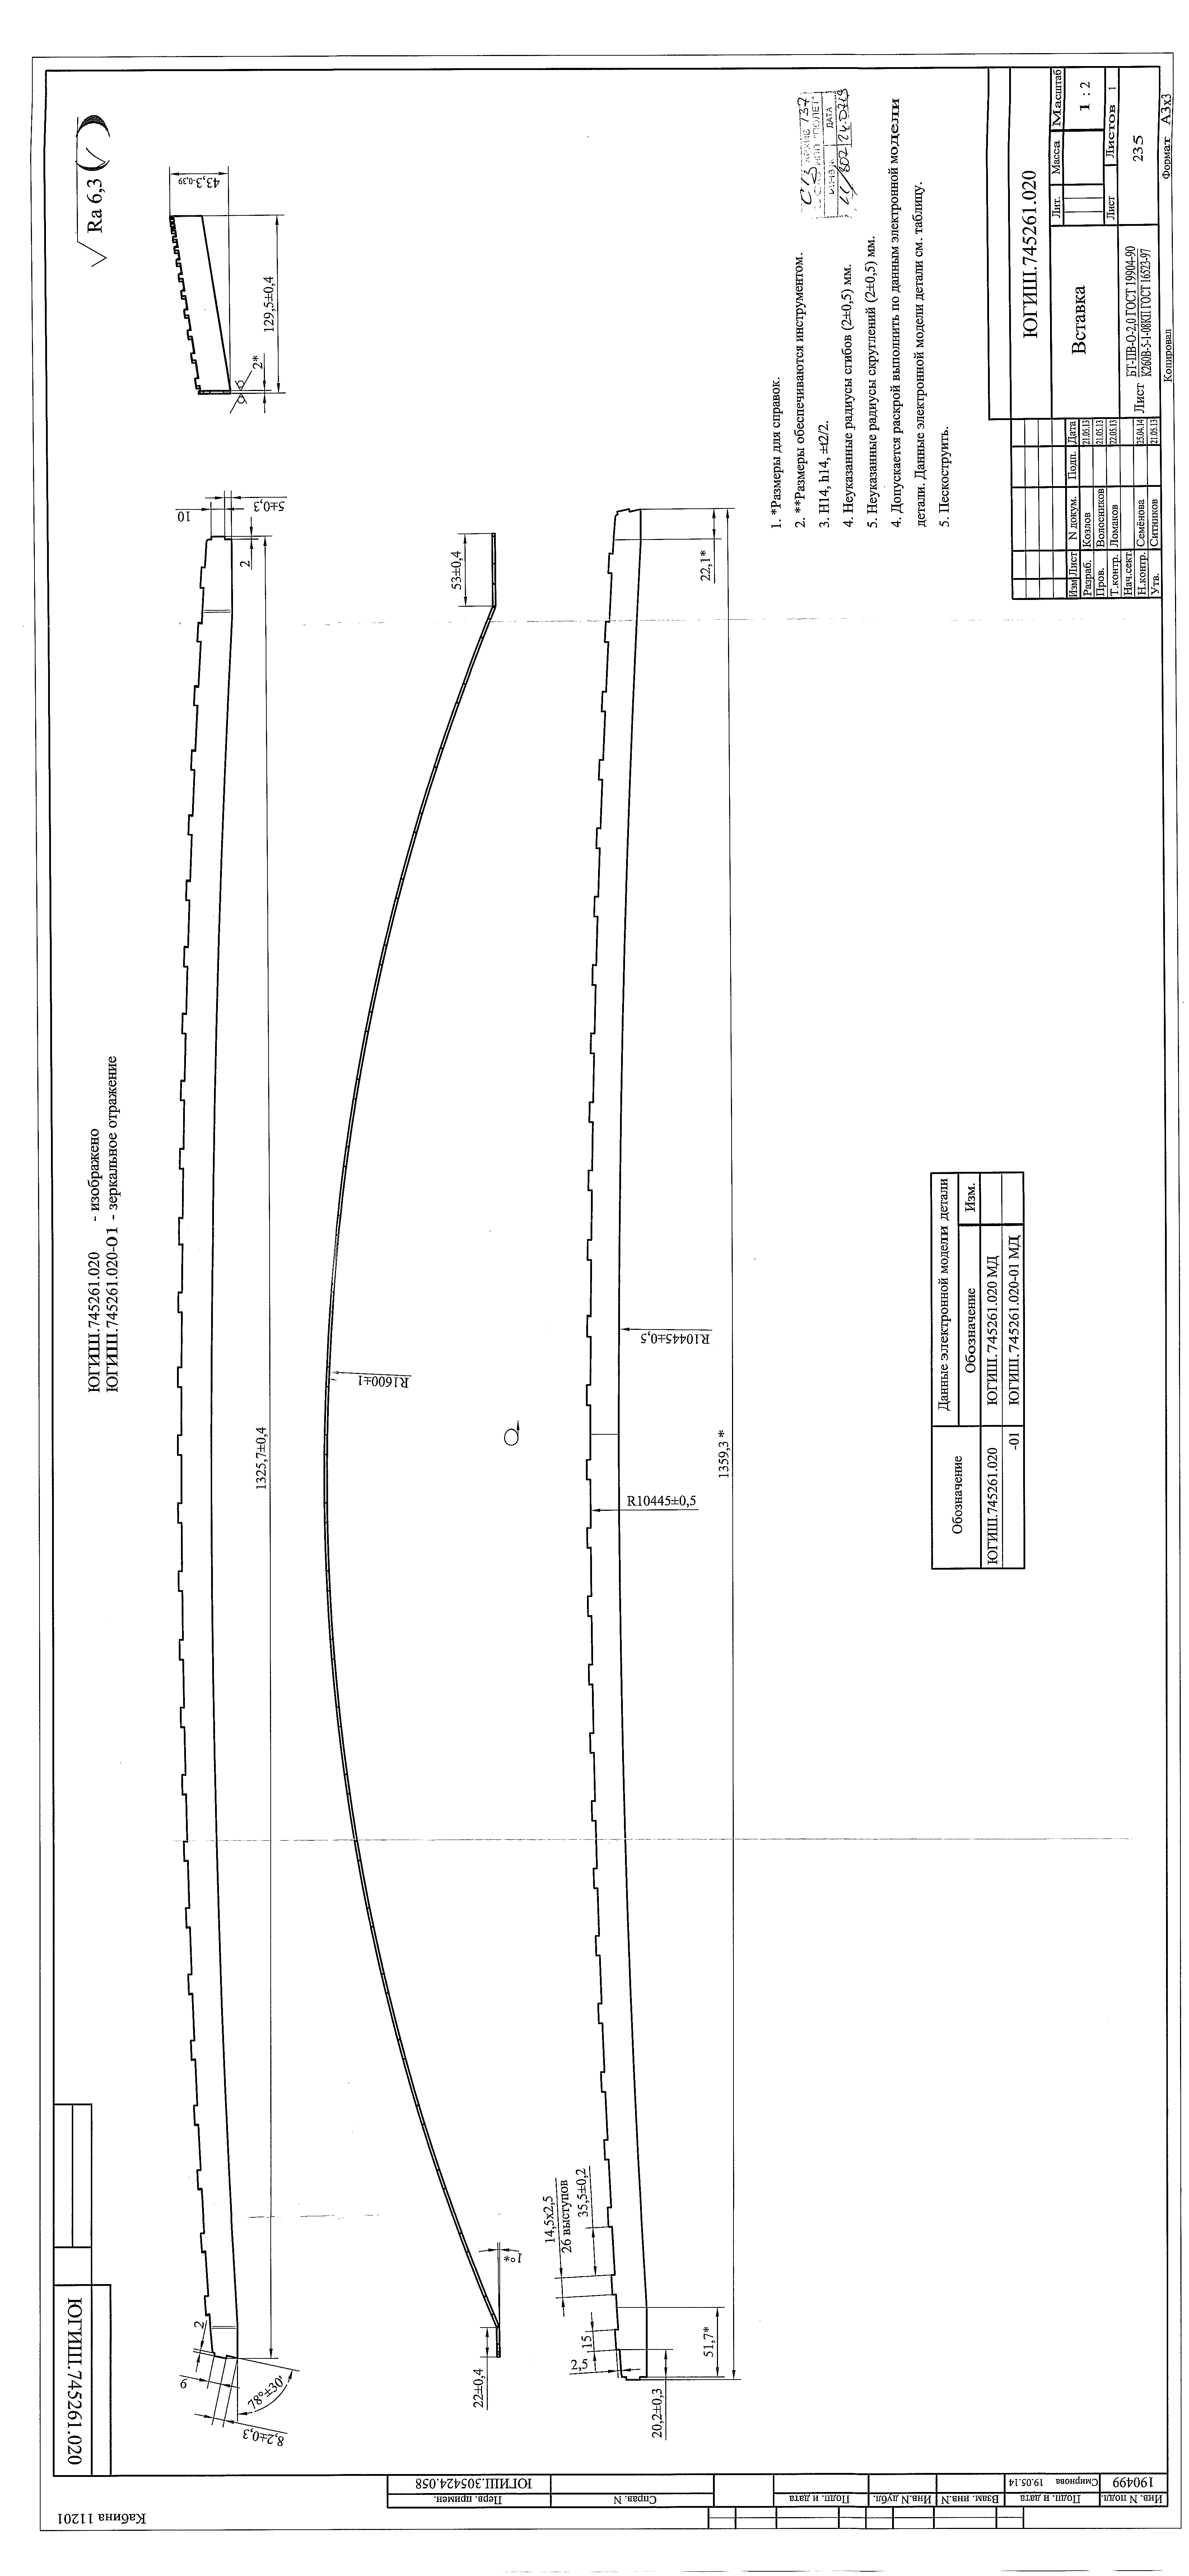 Кабина 11201
ЮГИШ.745261.020
Ra 6,3
ЮГИШ.745261.020 - изображено
ЮГИШ.745261.020-01 - зеркальное отражение
9
2
8,2±0,3
78°±30'
1325,7±0,4
10
5±0,3
2
43,3-0,39
129,5±0,4
2*
22±0,4
1°*
R1600±1
53±0,4
14,5x2,5
26 выступов
35,5±0,2
15
2,5
20,2±0,3
51,7*
R10445±0,5
R10445±0,5
1359,3 *
22,1*
1. *Размеры для справок.
2. **Размеры обеспечиваются инструментом.
3. H14, h14, ±t2/2.
4. Неуказанные радиусы сгибов (2±0,5) мм.
5. Неуказанные радиусы скруглений (2±0,5) мм.
4. Допускается раскрой выполнить по данным электронной модели
детали. Данные электронной модели детали см. таблицу.
5. Пескоструить.
Обозначение
Данные электронной модели детали
Обозначение
Изм.
ЮГИШ.745261.020
ЮГИШ.745261.020 МД
-01
ЮГИШ.745261.020-01 МД
ДАТА
ЮГИШ.745261.020
Вставка
Лит.
Масса
Масштаб
1 : 2
Лист
Листов 1
235
Лист
БТ-ПВ-О-2,0 ГОСТ 19904-90
К260В-5-1-08КП ГОСТ 16523-97
Изм
Лист
N докум.
Подп.
Дата
Разраб.
Козлов
21.05.13
Пров.
Волосников
21.05.13
Т.контр.
Ломаков
22.05.13
Нач.сект.
Н.контр.
Семёнова
25.04.14
Утв.
Ситников
21.05.13
Копировал
Формат А3х3
Перв. примен.
ЮГИШ.305424.058
Справ. N
Подп. и дата
Инв.N дубл.
Взам. инв.N
Подп. и дата
Смирнова 19.05.14
Инв. N подл.
190499